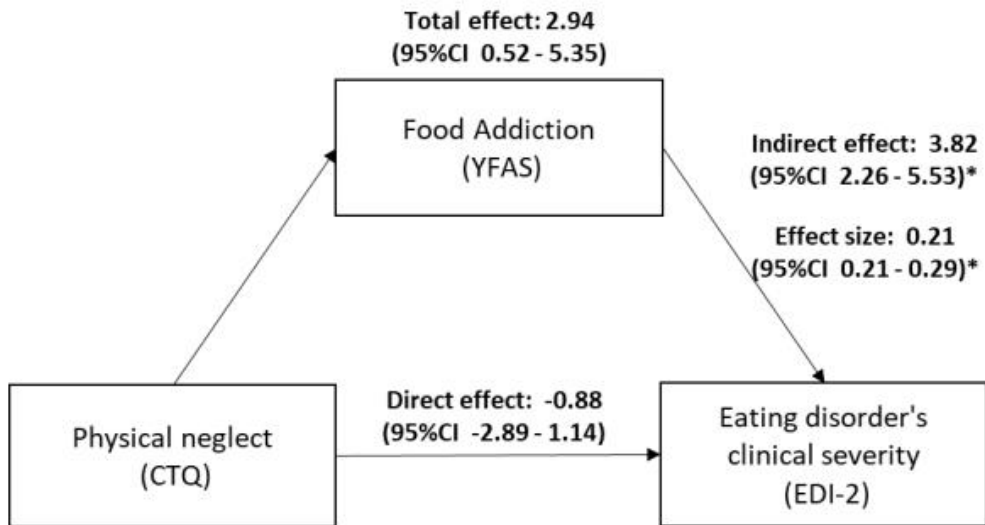 Total effect: 2.94
(95%CI 0.52 - 5.35)
Food Addiction
(YFAS)
Indirect effect: 3.82
(95%CI 2.26 - 5.53)*
Effect size: 0.21
(95%CI 0.21 - 0.29)*
Physical neglect
(CTQ)
Direct effect: -0.88
(95%CI -2.89 - 1.14)
Eating disorder's
clinical severity
(EDI-2)